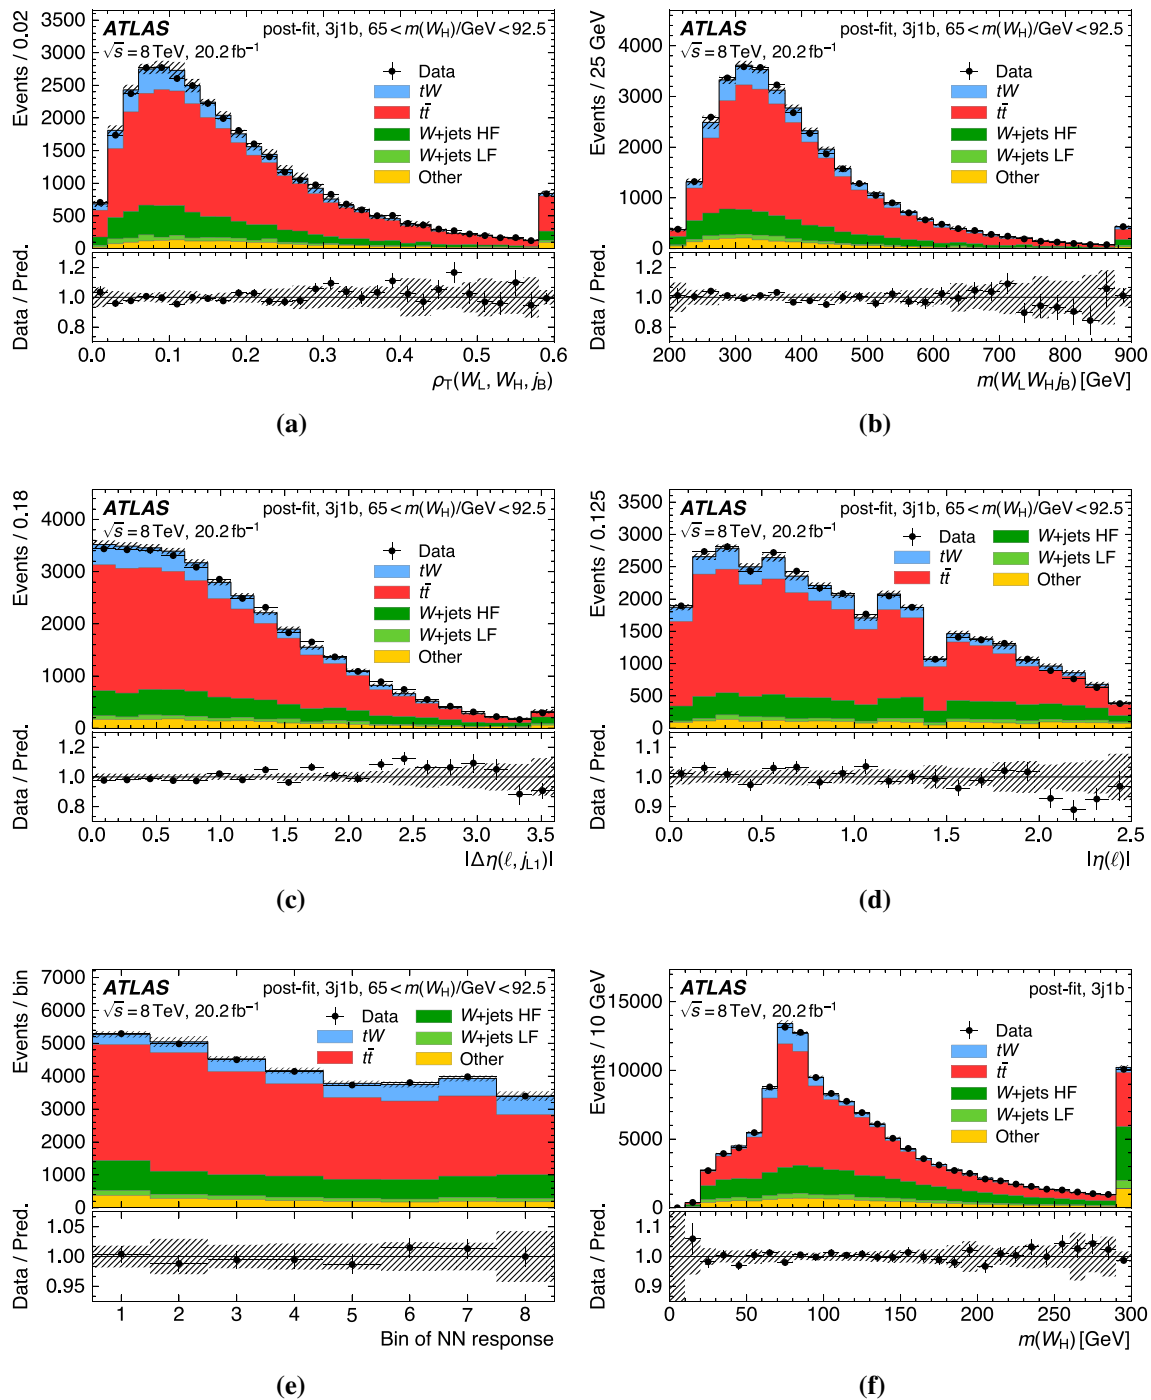 ATLAS post-fit, 3j1b, 65<m(W_H)/GeV<92.5
√s = 8 TeV, 20.2 fb⁻¹
Data
tW
tt̄
W+jets HF
W+jets LF
Other
Events / 0.02
3500
3000
2500
2000
1500
1000
500
0
Data / Pred.
1.2
1.0
0.8
0.0 0.1 0.2 0.3 0.4 0.5 0.6
ρ_T(W_L, W_H, j_B)
(a)
ATLAS post-fit, 3j1b, 65<m(W_H)/GeV<92.5
√s = 8 TeV, 20.2 fb⁻¹
Data
tW
tt̄
W+jets HF
W+jets LF
Other
Events / 25 GeV
4000
3000
2000
1000
0
Data / Pred.
1.2
1.0
0.8
200 300 400 500 600 700 800 900
m(W_L W_H j_B) [GeV]
(b)
ATLAS post-fit, 3j1b, 65<m(W_H)/GeV<92.5
√s = 8 TeV, 20.2 fb⁻¹
Data
tW
tt̄
W+jets HF
W+jets LF
Other
Events / 0.18
4000
3000
2000
1000
0
Data / Pred.
1.2
1.0
0.8
0.0 0.5 1.0 1.5 2.0 2.5 3.0 3.5
|Δη(ℓ, j_L1)|
(c)
ATLAS post-fit, 3j1b, 65<m(W_H)/GeV<92.5
√s = 8 TeV, 20.2 fb⁻¹
Data
tW
tt̄
W+jets HF
W+jets LF
Other
Events / 0.125
3500
3000
2500
2000
1500
1000
500
0
Data / Pred.
1.1
1.0
0.9
0.0 0.5 1.0 1.5 2.0 2.5
|η(ℓ)|
(d)
ATLAS post-fit, 3j1b, 65<m(W_H)/GeV<92.5
√s = 8 TeV, 20.2 fb⁻¹
Data
tW
tt̄
W+jets HF
W+jets LF
Other
Events / bin
7000
6000
5000
4000
3000
2000
1000
0
Data / Pred.
1.05
1.00
0.95
1 2 3 4 5 6 7 8
Bin of NN response
(e)
ATLAS post-fit, 3j1b
√s = 8 TeV, 20.2 fb⁻¹
Data
tW
tt̄
W+jets HF
W+jets LF
Other
Events / 10 GeV
15000
10000
5000
0
Data / Pred.
1.1
1.0
0.9
0 50 100 150 200 250 300
m(W_H) [GeV]
(f)